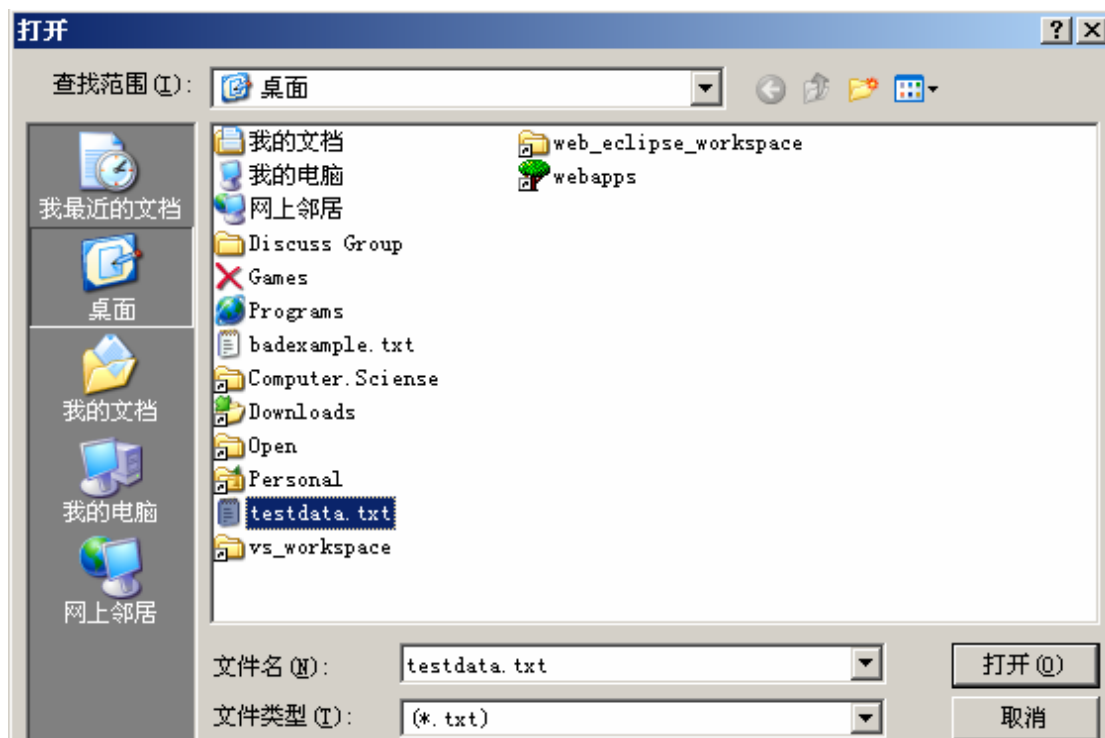 打开
查找范围(I):
桌面
我最近的文档
桌面
我的文档
我的电脑
网上邻居
我的文档
我的电脑
网上邻居
Discuss Group
Games
Programs
badexample.txt
Computer.Sciense
Downloads
Open
Personal
testdata.txt
vs_workspace
web_eclipse_workspace
webapps
文件名(N):
testdata.txt
打开(O)
文件类型(T):
(*.txt)
取消